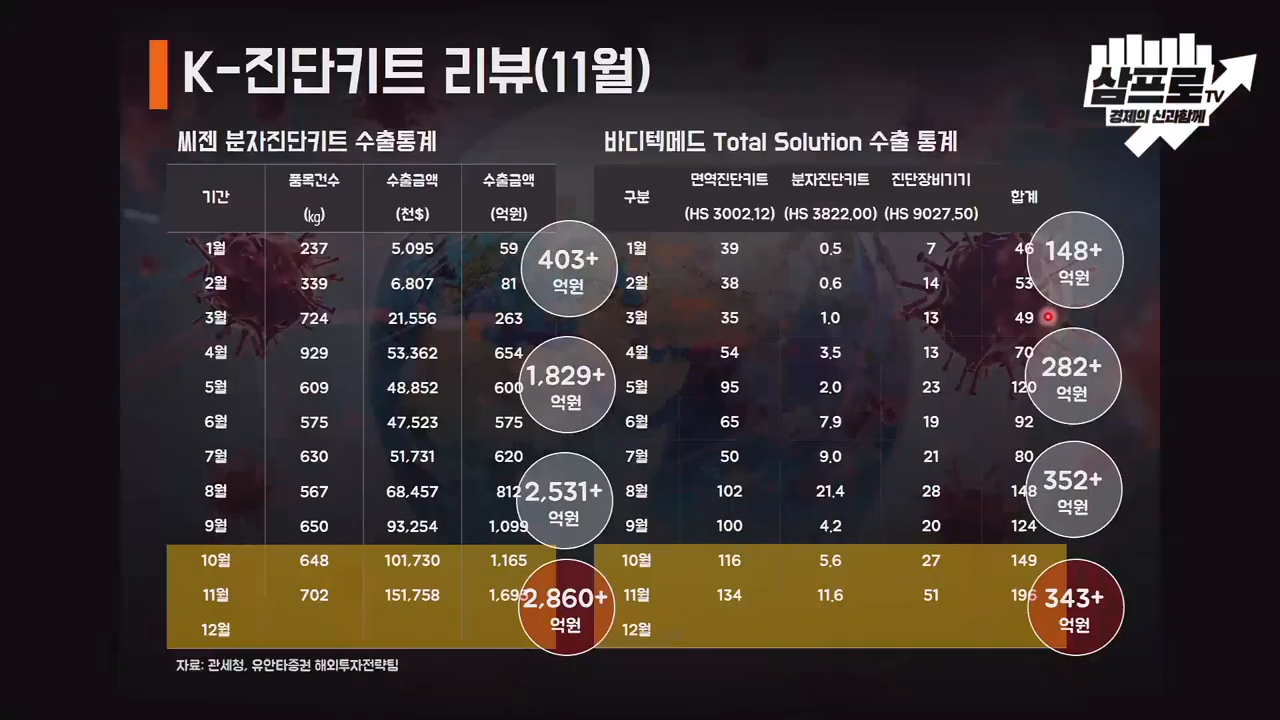 K-진단키트 리뷰(11월)
삼프로TV
경제의 신과함께
씨젠 분자진단키트 수출통계
기간 품목건수 (㎏) 수출금액 (천$) 수출금액 (억원)
1월 237 5,095 59
2월 339 6,807 81
3월 724 21,556 263
4월 929 53,362 654
5월 609 48,852 600
6월 575 47,523 575
7월 630 51,731 620
8월 567 68,457 812
9월 650 93,254 1,099
10월 648 101,730 1,165
11월 702 151,758 1,695
12월
403+
억원
1,829+
억원
2,531+
억원
2,860+
억원
바디텍메드 Total Solution 수출 통계
구분 면역진단키트 (HS 3002.12) 분자진단키트 (HS 3822.00) 진단장비기기 (HS 9027.50) 합계
1월 39 0.5 7 46
2월 38 0.6 14 53
3월 35 1.0 13 49
4월 54 3.5 13 70
5월 95 2.0 23 120
6월 65 7.9 19 92
7월 50 9.0 21 80
8월 102 21.4 28 148
9월 100 4.2 20 124
10월 116 5.6 27 149
11월 134 11.6 51 196
12월
148+
억원
282+
억원
352+
억원
343+
억원
자료: 관세청, 유안타증권 해외투자전략팀